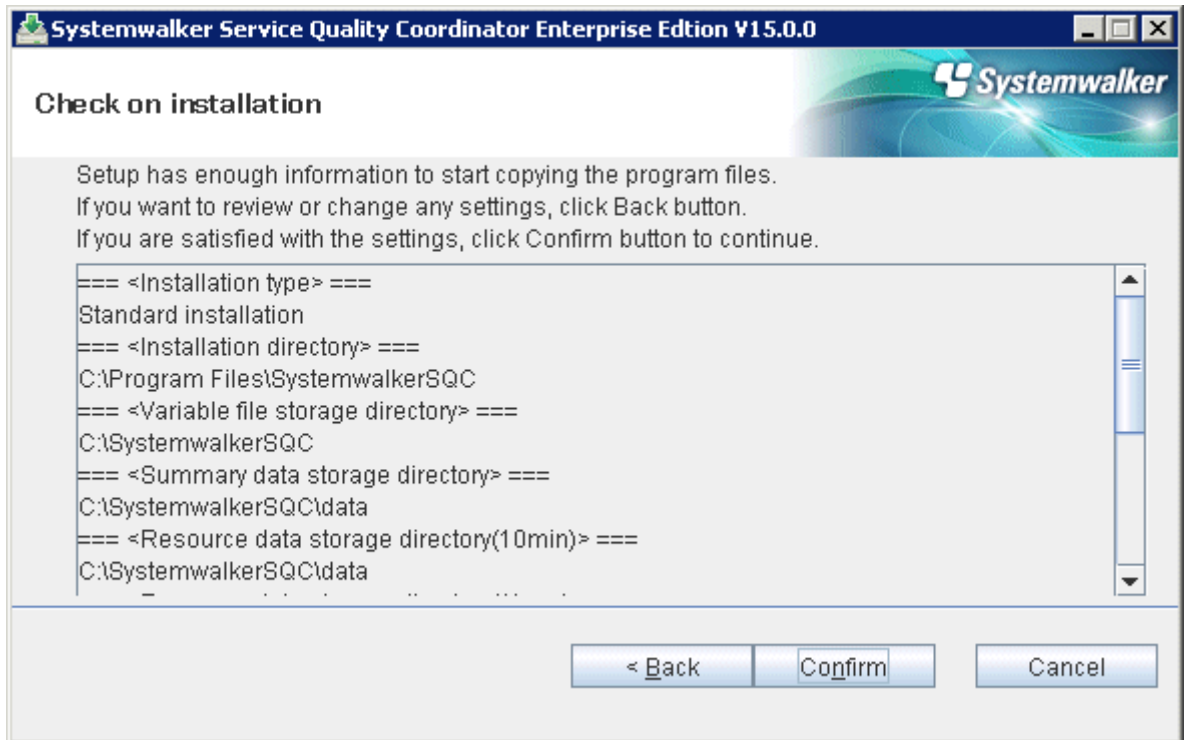 Systemwalker Service Quality Coordinator Enterprise Edtion V15.0.0
Systemwalker
Check on installation
Setup has enough information to start copying the program files.
If you want to review or change any settings, click Back button.
If you are satisfied with the settings, click Confirm button to continue.
=== <Installation type> ===
Standard installation
=== <Installation directory> ===
C:\Program Files\SystemwalkerSQC
=== <Variable file storage directory> ===
C:\SystemwalkerSQC
=== <Summary data storage directory> ===
C:\SystemwalkerSQC\data
=== <Resource data storage directory(10min)> ===
C:\SystemwalkerSQC\data
< Back
Confirm
Cancel